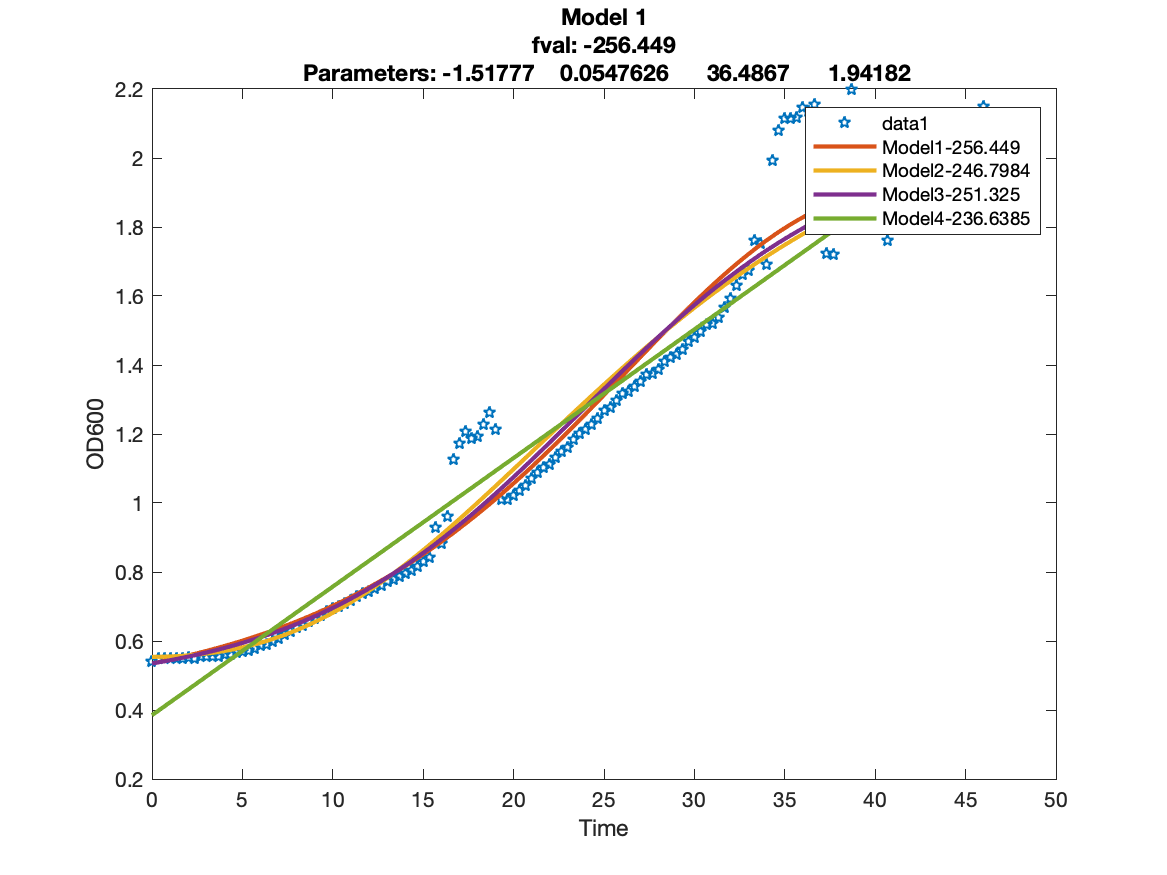 Model 1
fval: -256.449
Parameters: -1.51777 0.0547626 36.4867 1.94182
2.2
2
1.8
1.6
1.4
1.2
1
0.8
0.6
0.4
0.2
OD600
data1
Model1-256.449
Model2-246.7984
Model3-251.325
Model4-236.6385
0 5 10 15 20 25 30 35 40 45 50
Time